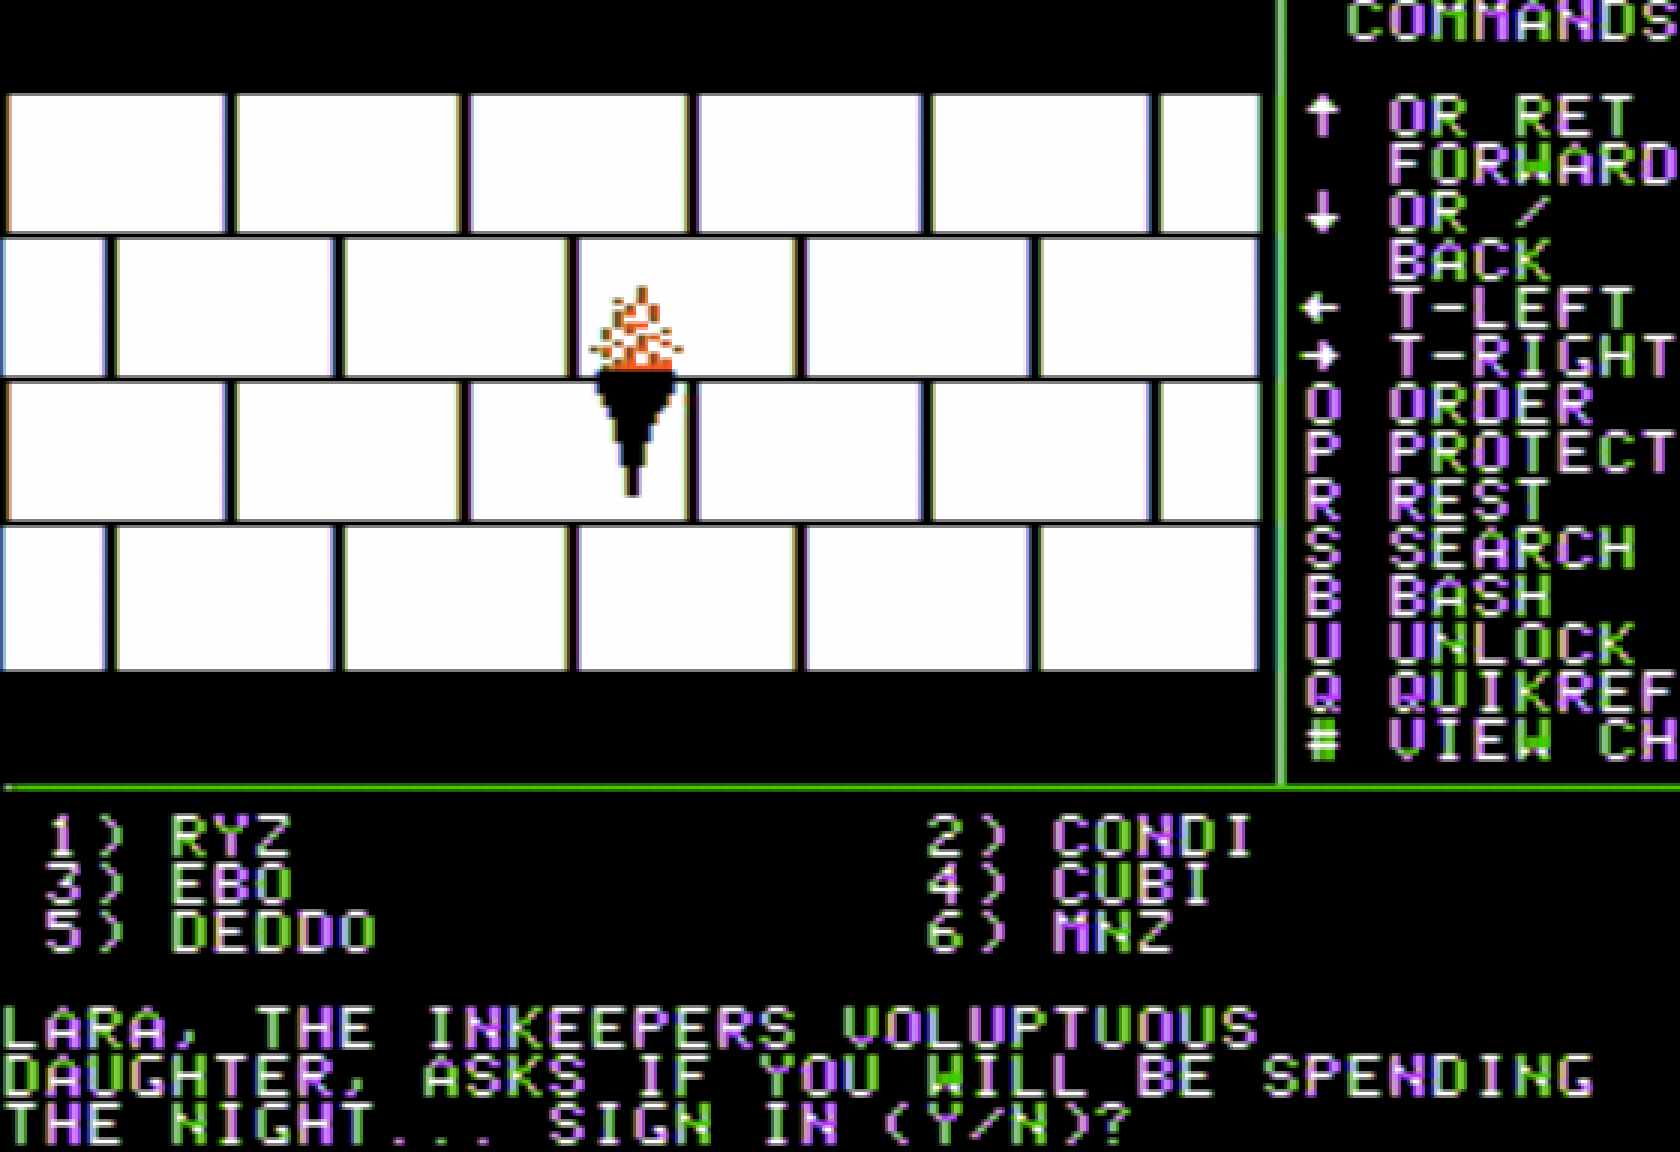 COMMANDS
↑ OR RET
FORWARD
↓ OR /
BACK
← T-LEFT
→ T-RIGHT
O ORDER
P PROTECT
R REST
S SEARCH
B BASH
U UNLOCK
Q QUIKREF
# VIEW CH
1) RYZ 2) CONDI
3) EBO 4) CUBI
5) DEDDO 6) MNZ
LARA, THE INKEEPERS VOLUPTUOUS
DAUGHTER, ASKS IF YOU WILL BE SPENDING
THE NIGHT... SIGN IN (Y/N)?